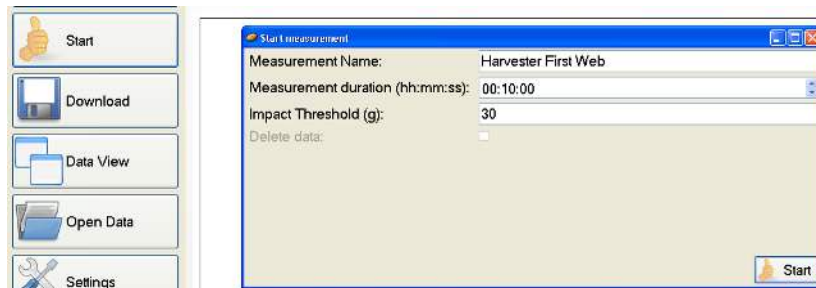 Start
Download
Data View
Open Data
Settings
Start measurement
Measurement Name: Harvester First Web
Measurement duration (hh:mm:ss): 00:10:00
Impact Threshold (g): 30
Delete data:
Start